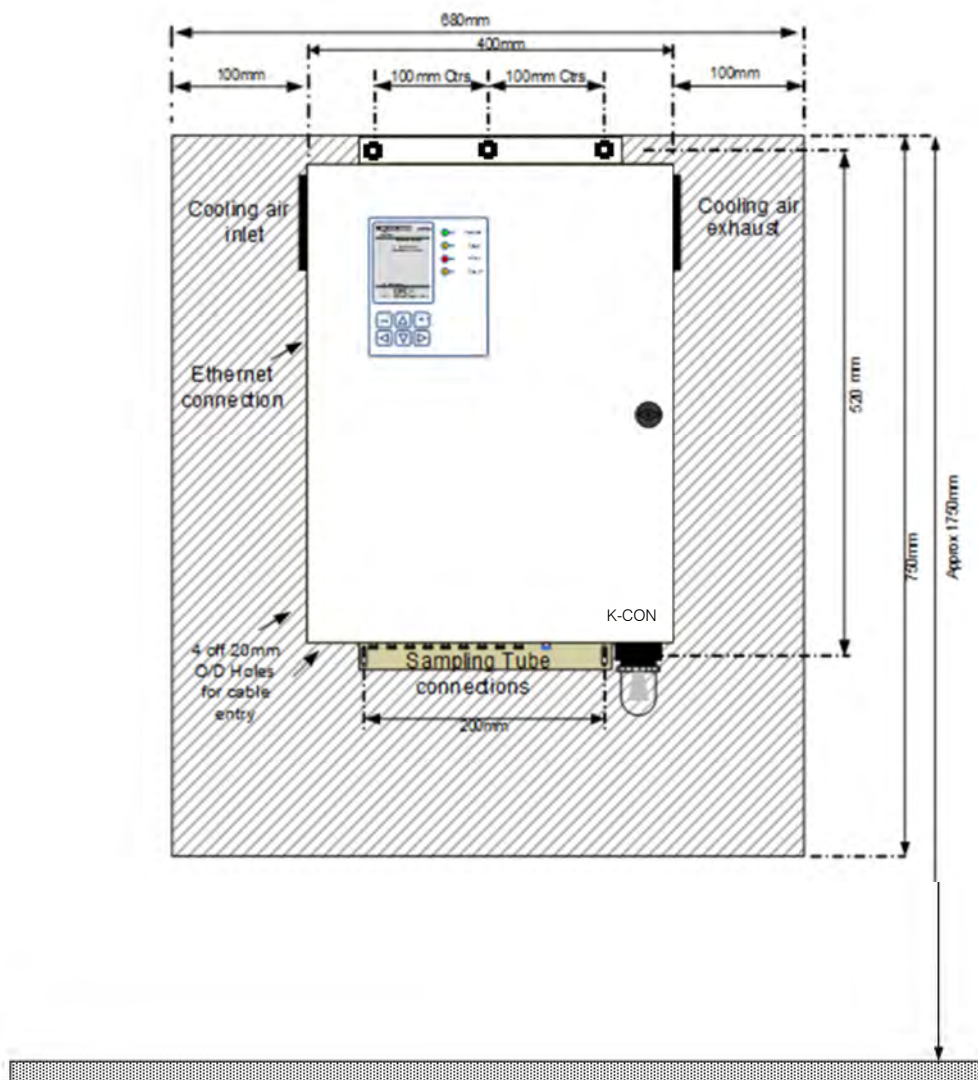 680mm
400mm
100mm
100mm Ctrs
100mm Ctrs
100mm
Cooling air
inlet
Cooling air
exhaust
Ethernet
connection
520 mm
750mm
Approx 1750mm
K-CON
4 off 20mm
O/D Holes
for cable
entry
Sampling Tube
connections
200mm